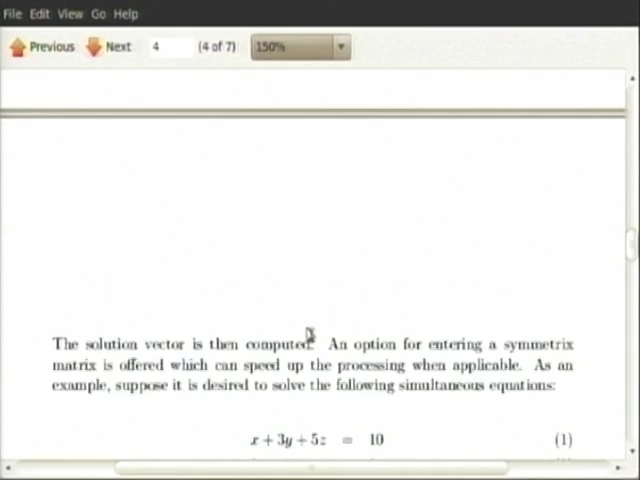 File Edit View Go Help
Previous Next 4 (4 of 7) 150%
The solution vector is then computed. An option for entering a symmetrix
matrix is offered which can speed up the processing when applicable. As an
example, suppose it is desired to solve the following simultaneous equations:
x + 3y + 5z = 10 (1)